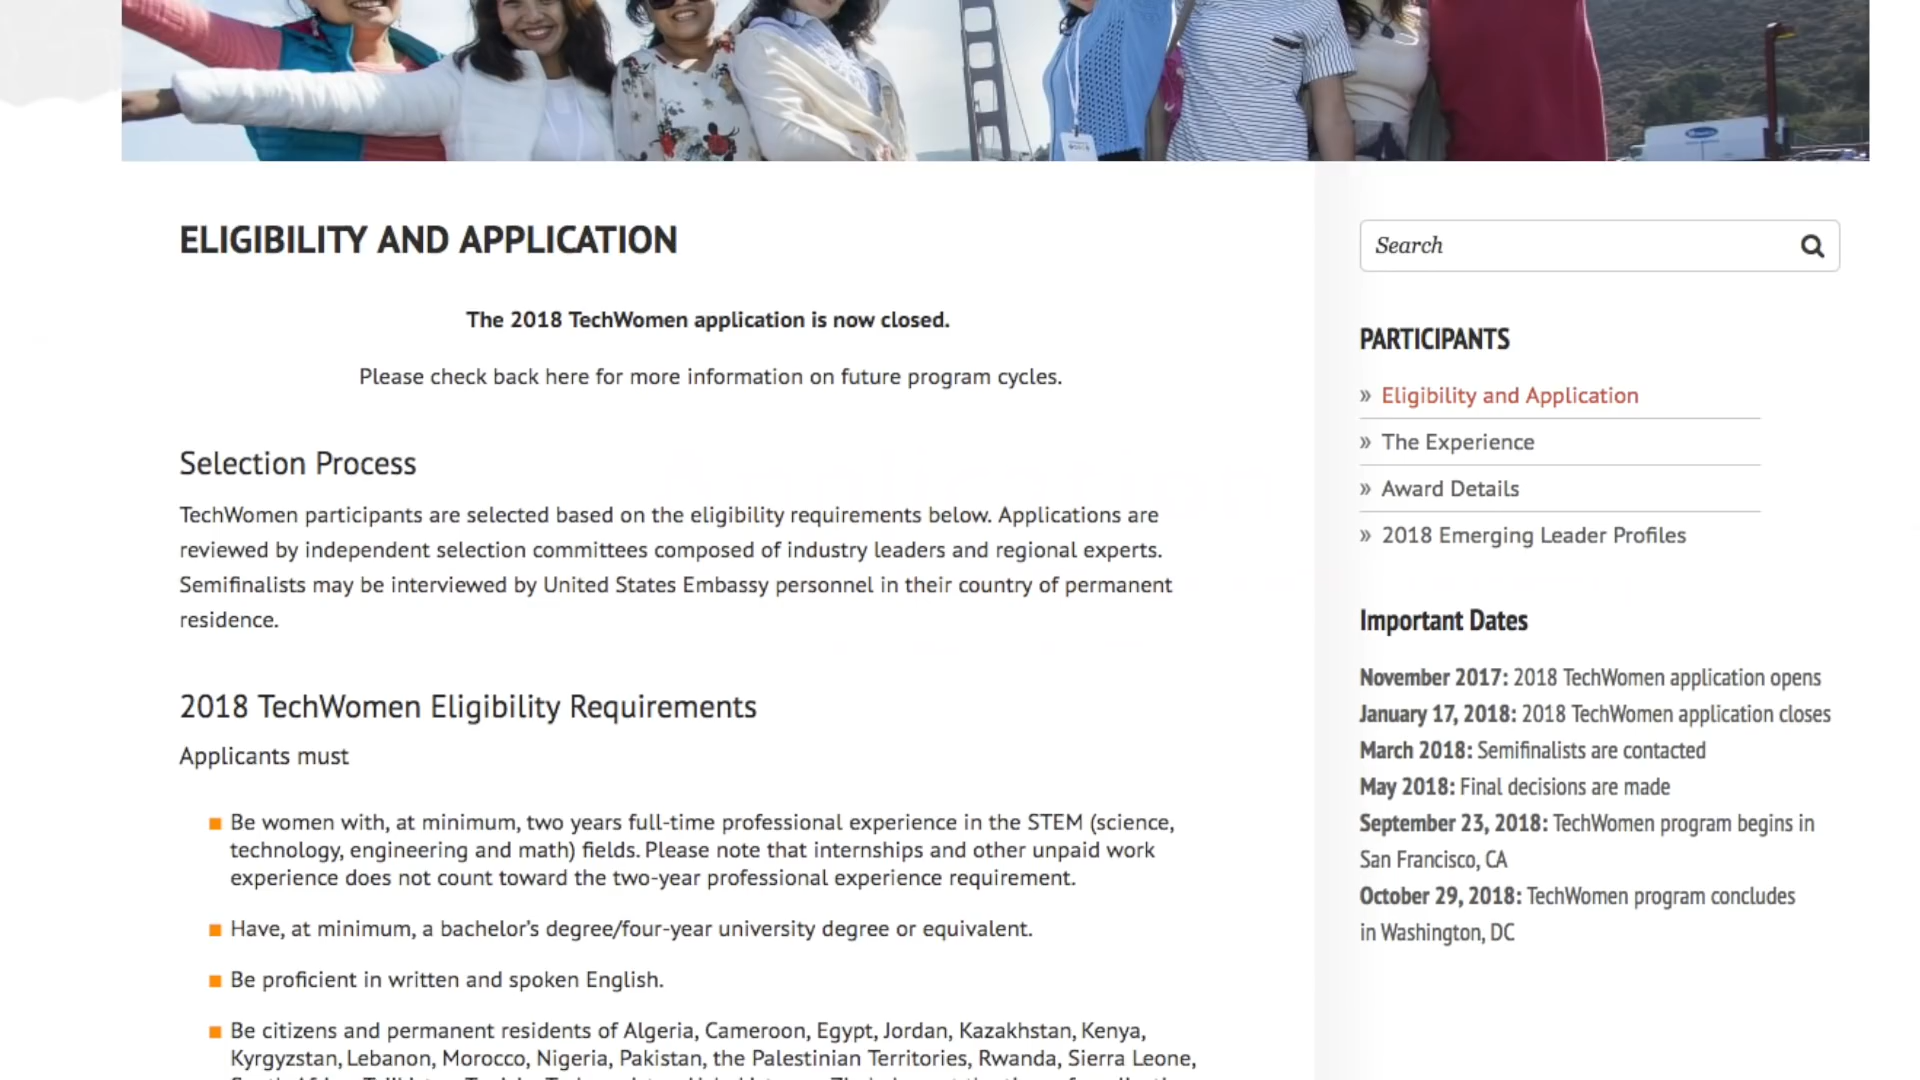 ELIGIBILITY AND APPLICATION
The 2018 TechWomen application is now closed.
Please check back here for more information on future program cycles.
Selection Process
TechWomen participants are selected based on the eligibility requirements below. Applications are
reviewed by independent selection committees composed of industry leaders and regional experts.
Semifinalists may be interviewed by United States Embassy personnel in their country of permanent
residence.
2018 TechWomen Eligibility Requirements
Applicants must
Be women with, at minimum, two years full-time professional experience in the STEM (science,
technology, engineering and math) fields. Please note that internships and other unpaid work
experience does not count toward the two-year professional experience requirement.
Have, at minimum, a bachelor's degree/four-year university degree or equivalent.
Be proficient in written and spoken English.
Be citizens and permanent residents of Algeria, Cameroon, Egypt, Jordan, Kazakhstan, Kenya,
Kyrgyzstan, Lebanon, Morocco, Nigeria, Pakistan, the Palestinian Territories, Rwanda, Sierra Leone,
Search
PARTICIPANTS
» Eligibility and Application
» The Experience
» Award Details
» 2018 Emerging Leader Profiles
Important Dates
November 2017: 2018 TechWomen application opens
January 17, 2018: 2018 TechWomen application closes
March 2018: Semifinalists are contacted
May 2018: Final decisions are made
September 23, 2018: TechWomen program begins in
San Francisco, CA
October 29, 2018: TechWomen program concludes
in Washington, DC